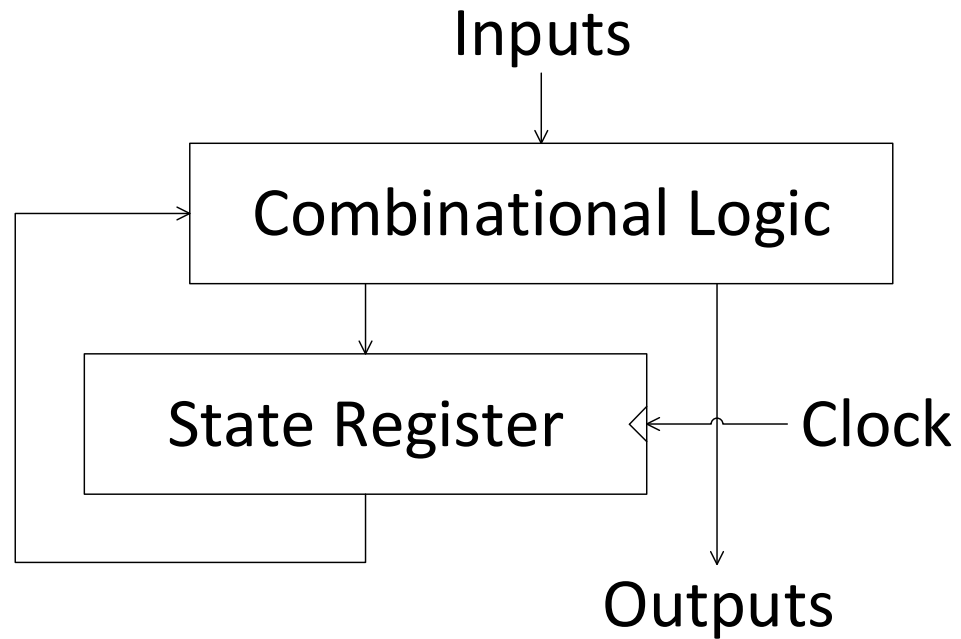 Inputs
Combinational Logic
State Register
Clock
Outputs